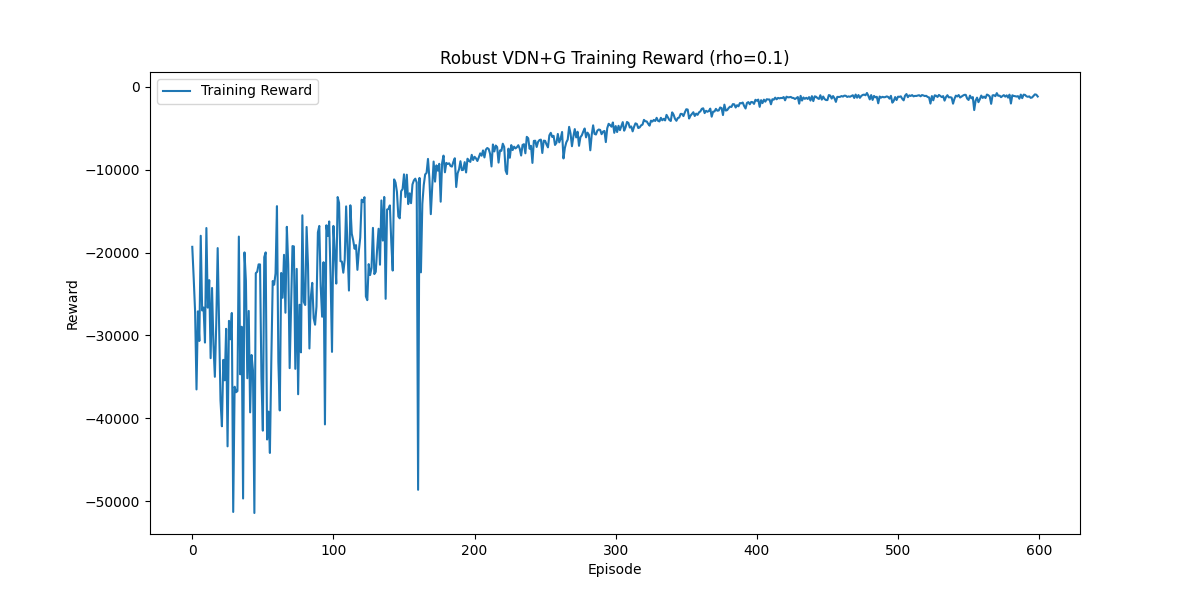 Robust VDN+G Training Reward (rho=0.1)
Training Reward
0
−10000
−20000
−30000
−40000
−50000
Reward
0 100 200 300 400 500 600
Episode